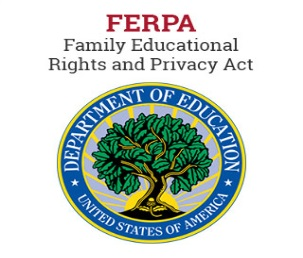 FERPA
Family Educational
Rights and Privacy Act
DEPARTMENT OF EDUCATION
UNITED STATES OF AMERICA